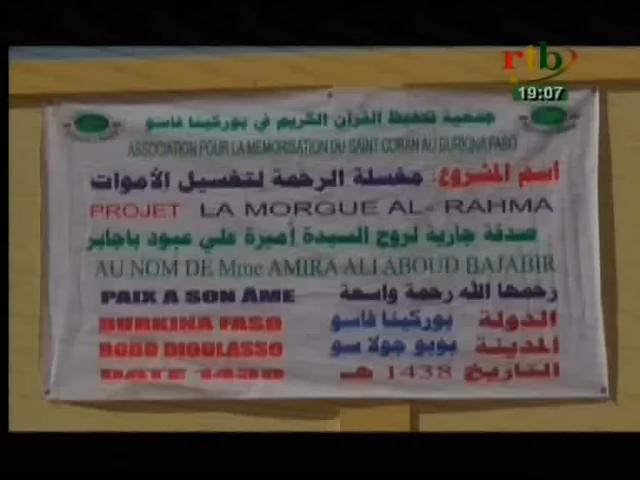 rtb
19:07
جمعية تحفيظ القرآن الكريم في بوركينا فاسو
ASSOCIATION POUR LA MEMORISATION DU SAINT CORAN AU BURKINA FASO
اسم المشروع: مغسلة الرحمة لتغسيل الأموات
PROJET LA MORGUE AL- RAHMA
صدقة جارية لروح السيدة أميرة علي عبود باجابر
AU NOM DE Mme AMIRA ALI ABOUD BAJABIR
PAIX A SON ÂME رحمها الله رحمة واسعة
BURKINA FASO الدولة بوركينا فاسو
BOBO DIOULASSO المدينة بوبو جولا سو
DATE 143D التاريخ 1438 هـ